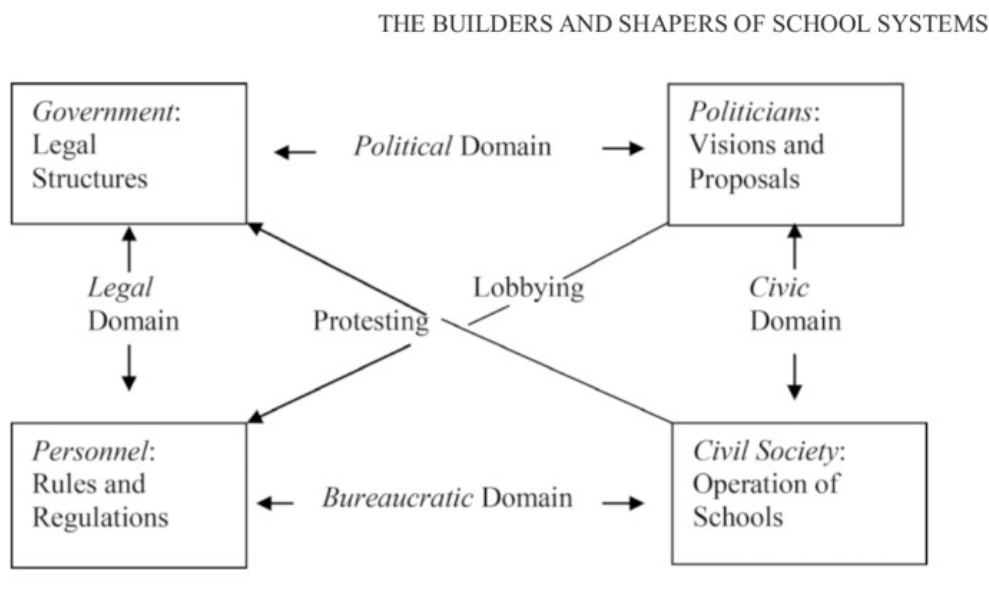 THE BUILDERS AND SHAPERS OF SCHOOL SYSTEMS
Government:
Legal
Structures
Political Domain
Politicians:
Visions and
Proposals
Legal
Domain
Protesting
Lobbying
Civic
Domain
Personnel:
Rules and
Regulations
Bureaucratic Domain
Civil Society:
Operation of
Schools